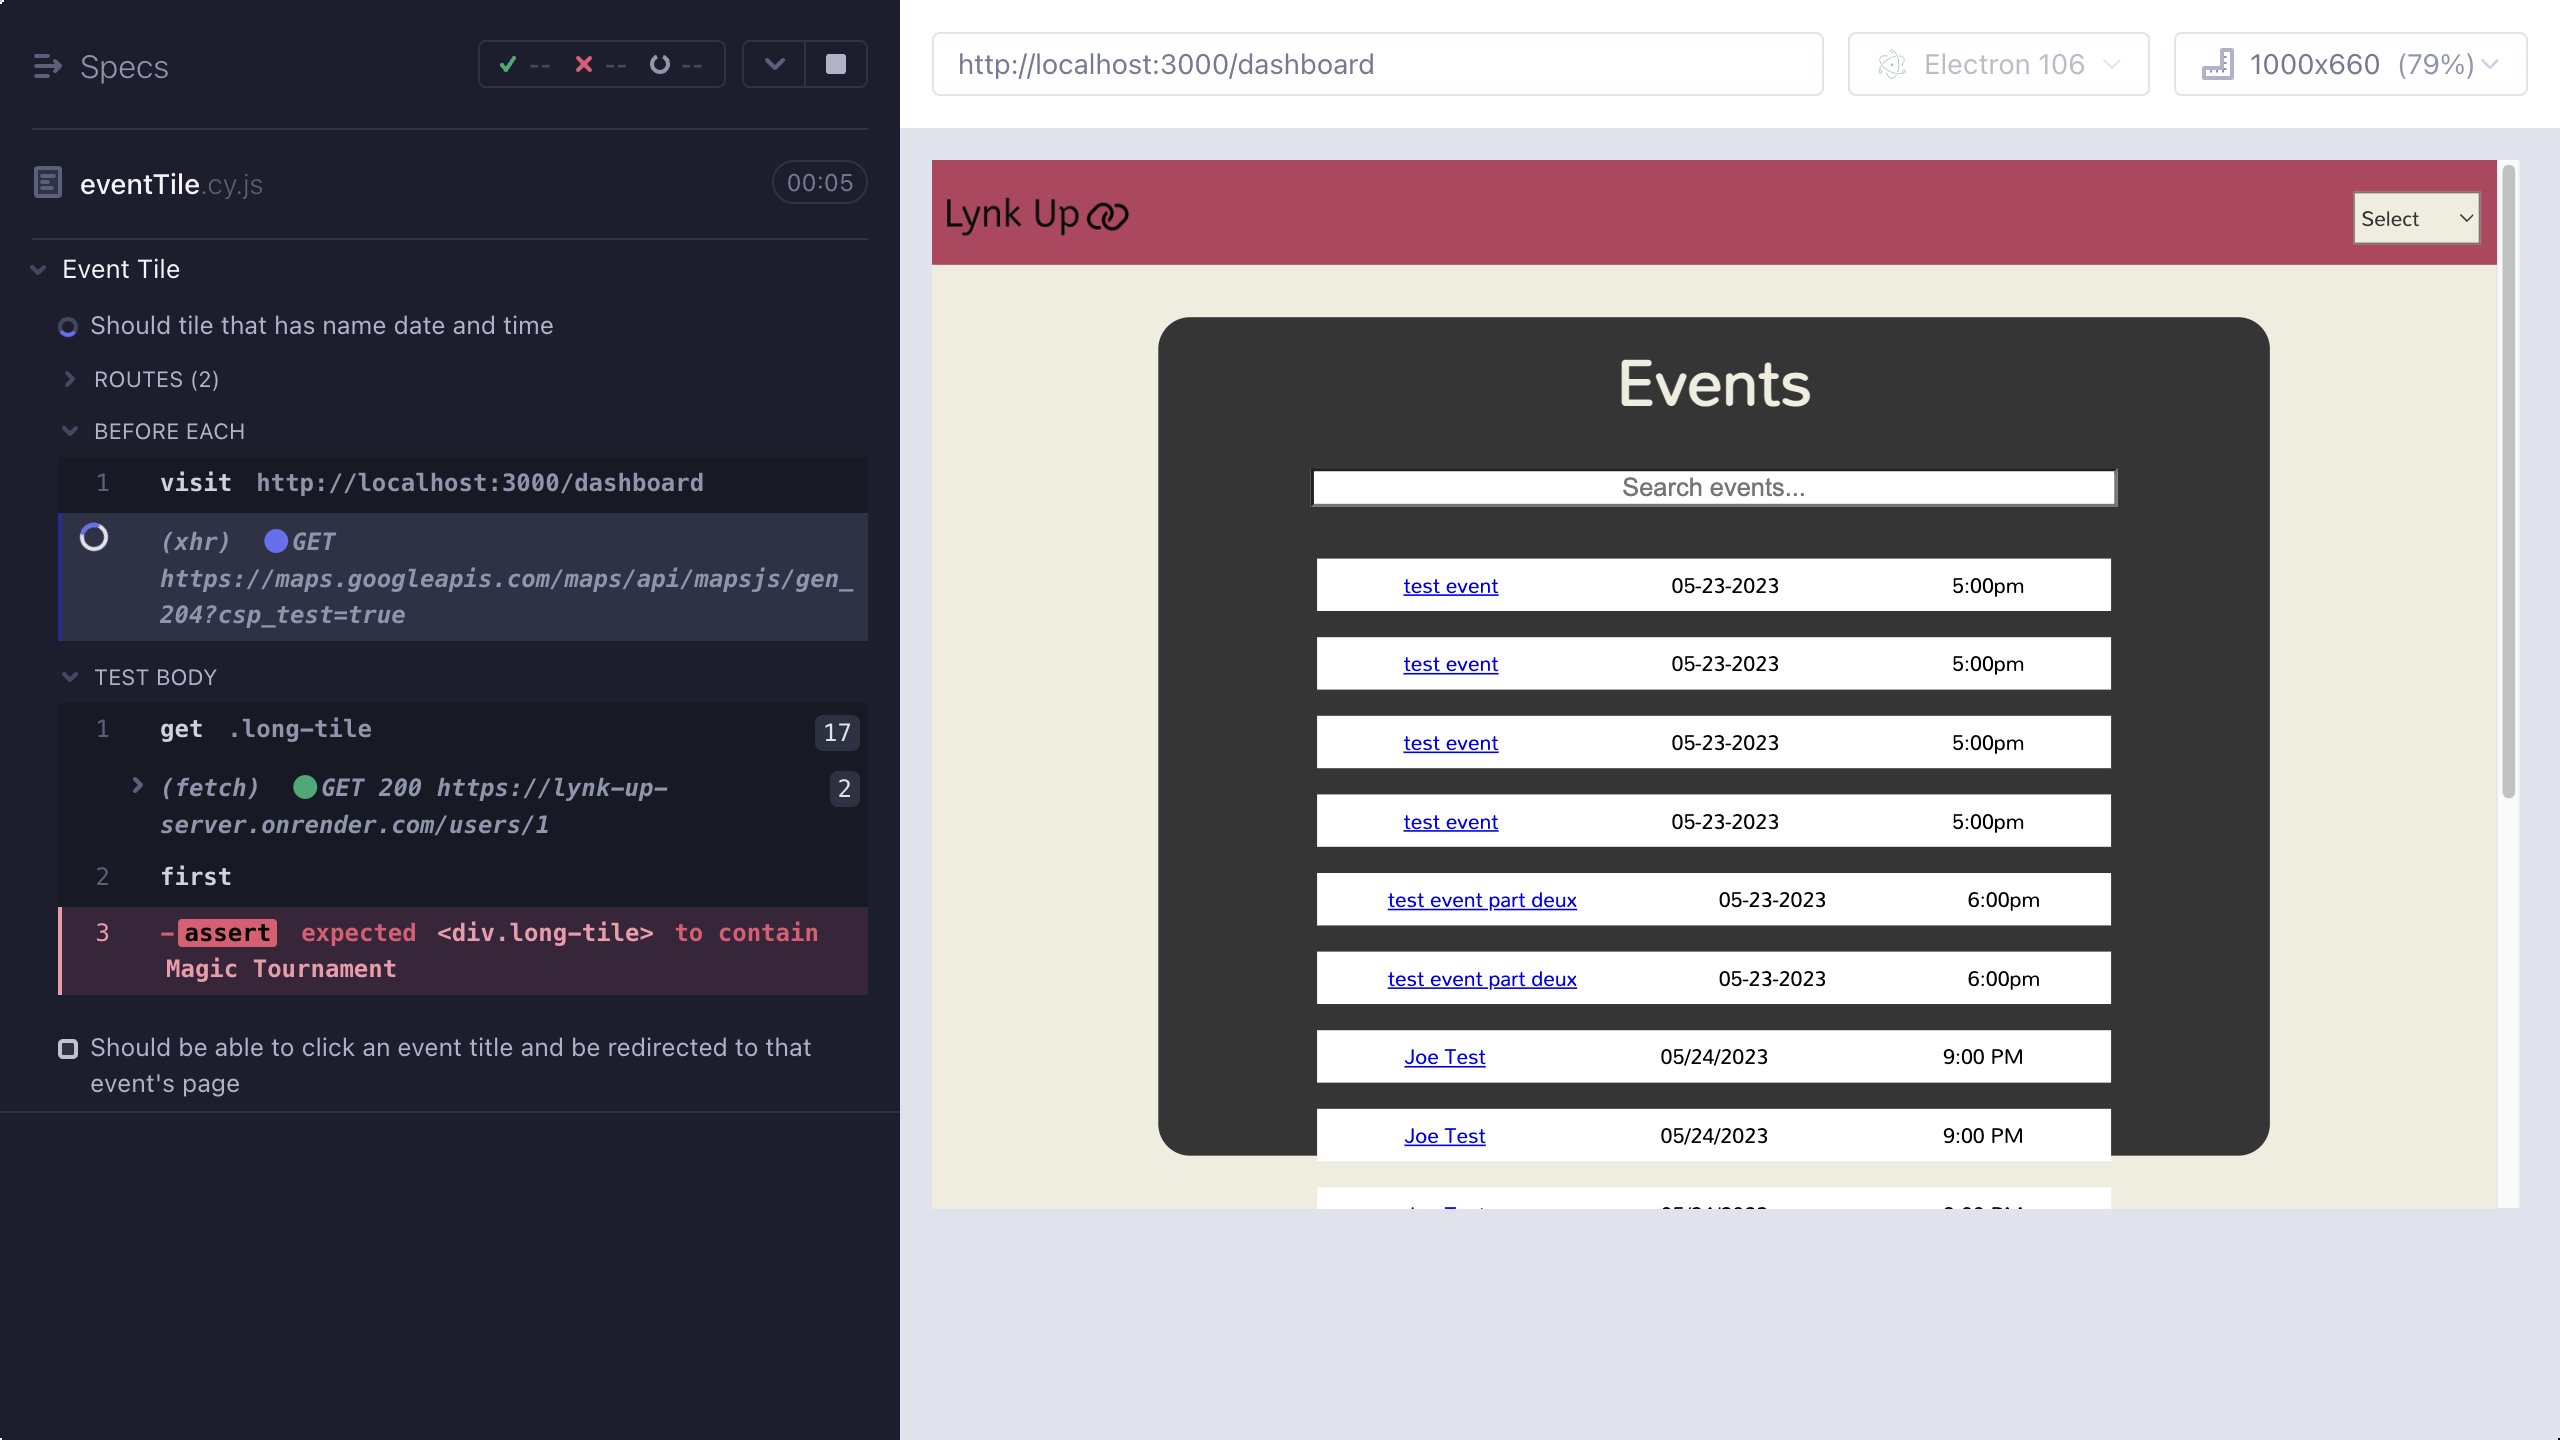 Specs
-- -- --
eventTile.cy.js
00:05
Event Tile
Should tile that has name date and time
ROUTES (2)
BEFORE EACH
1 visit http://localhost:3000/dashboard
(xhr) GET
https://maps.googleapis.com/maps/api/mapsjs/gen_
204?csp_test=true
TEST BODY
1 get .long-tile 17
(fetch) GET 200 https://lynk-up- 2
server.onrender.com/users/1
2 first
3 -assert expected <div.long-tile> to contain
Magic Tournament
Should be able to click an event title and be redirected to that
event's page
http://localhost:3000/dashboard
Electron 106
1000x660 (79%)
Lynk Up
Select
Events
Search events...
test event 05-23-2023 5:00pm
test event 05-23-2023 5:00pm
test event 05-23-2023 5:00pm
test event 05-23-2023 5:00pm
test event part deux 05-23-2023 6:00pm
test event part deux 05-23-2023 6:00pm
Joe Test 05/24/2023 9:00 PM
Joe Test 05/24/2023 9:00 PM